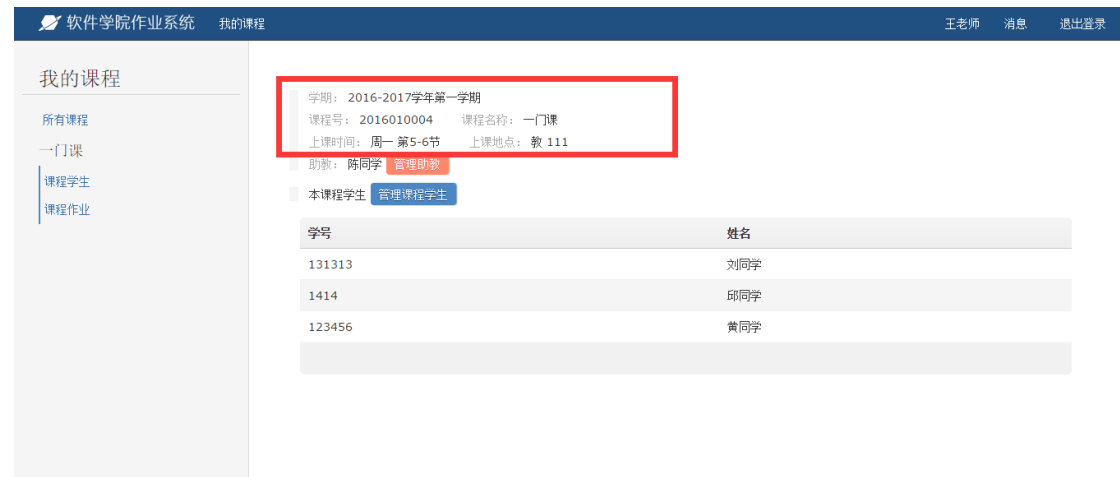 软件学院作业系统 我的课程 王老师 消息 退出登录
我的课程
所有课程
一门课
课程学生
课程作业
学期： 2016-2017学年第一学期
课程号： 2016010004 课程名称： 一门课
上课时间： 周一 第5-6节 上课地点： 教 111
助教： 陈同学 管理助教
本课程学生 管理课程学生
学号 姓名
131313 刘同学
1414 邱同学
123456 黄同学